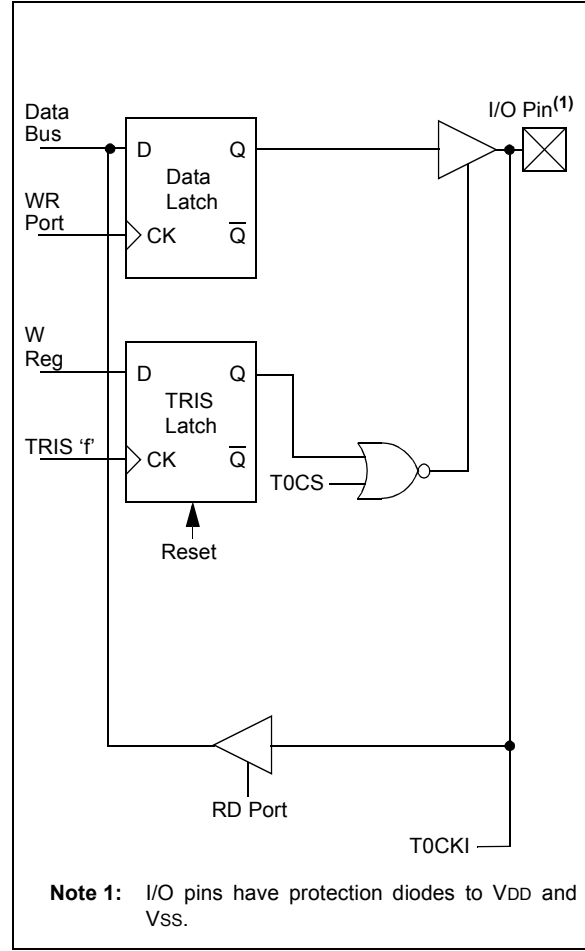 I/O Pin(1)
Data
Bus
D
Q
Data
Latch
WR
Port
CK
Q̅
W
Reg
D
Q
TRIS
Latch
TRIS ‘f’
CK
Q̅
T0CS
Reset
RD Port
T0CKI
Note 1: I/O pins have protection diodes to VDD and
VSS.